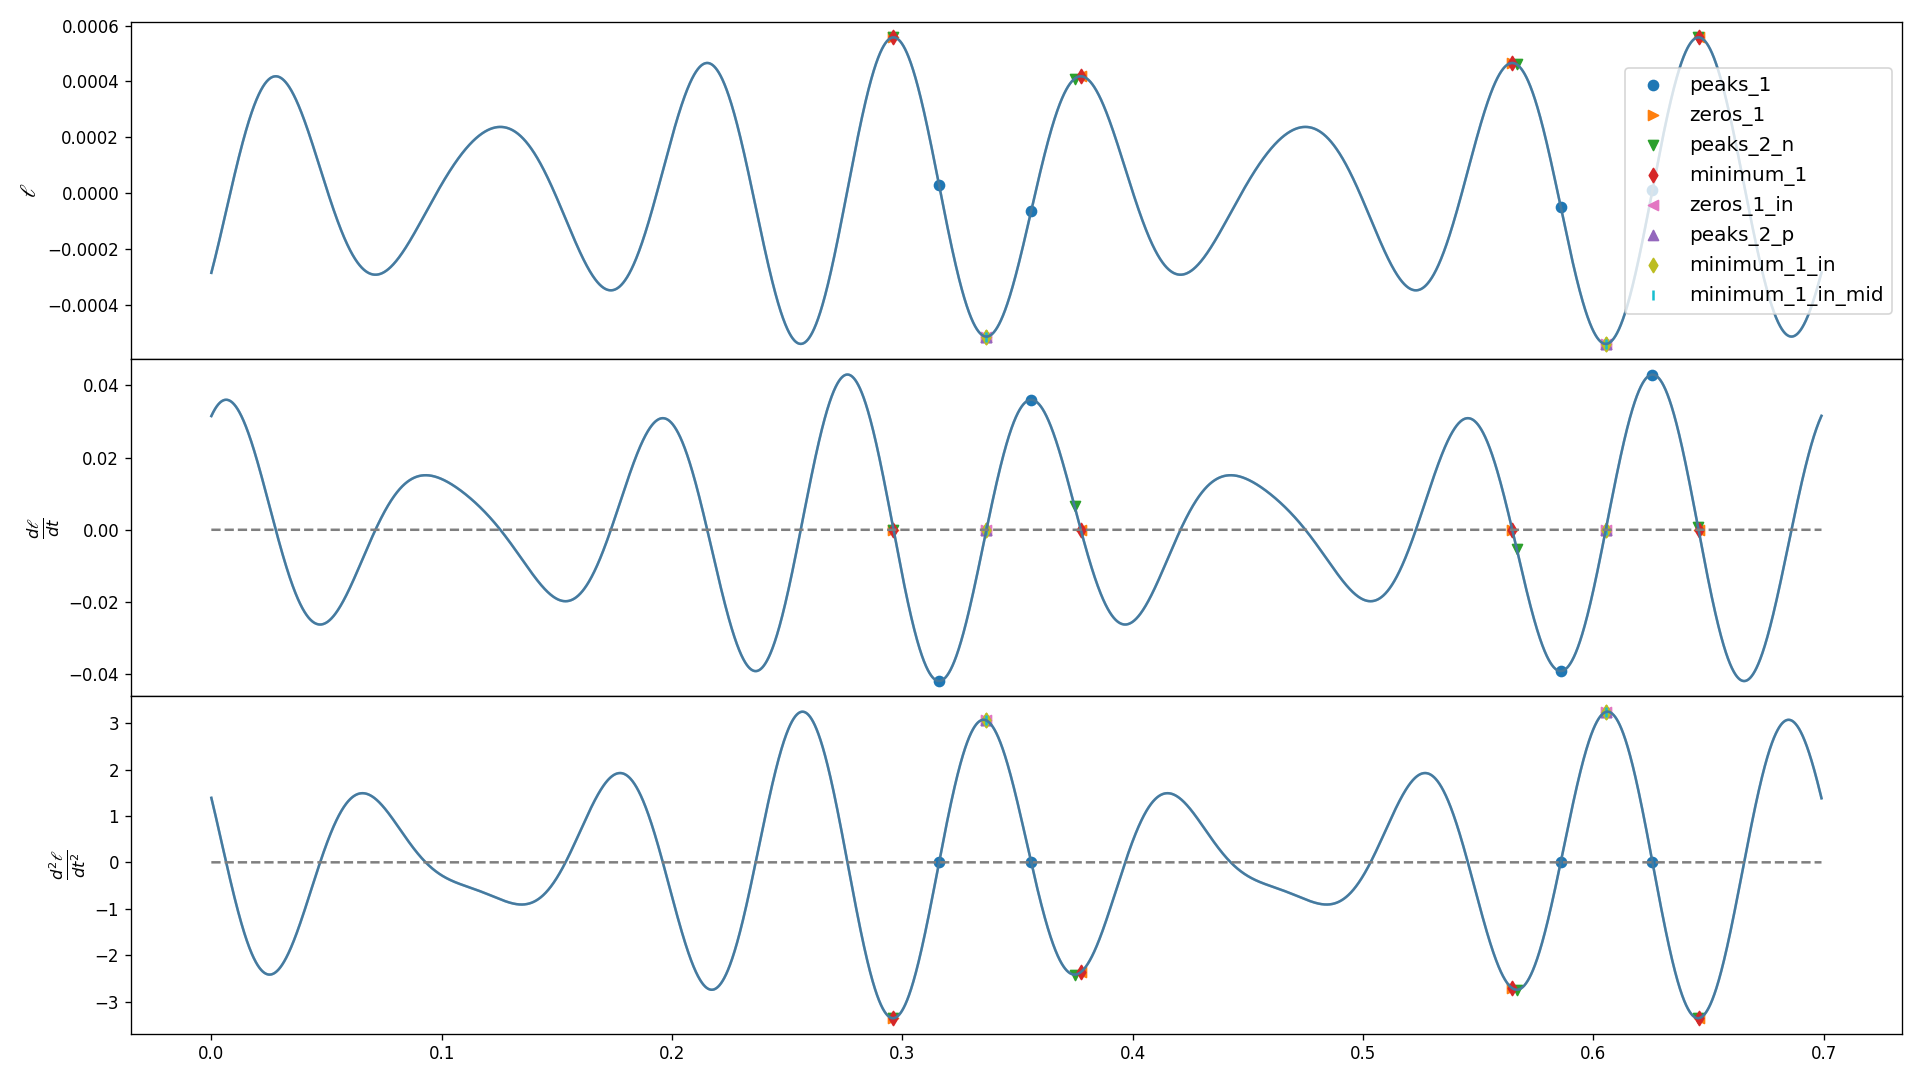 0.0006
0.0004
0.0002
0.0000
−0.0002
−0.0004
ℓ
peaks_1
zeros_1
peaks_2_n
minimum_1
zeros_1_in
peaks_2_p
minimum_1_in
minimum_1_in_mid
0.04
0.02
0.00
−0.02
−0.04
dℓ
dt
3
2
1
0
−1
−2
−3
d²ℓ
dt²
0.0 0.1 0.2 0.3 0.4 0.5 0.6 0.7